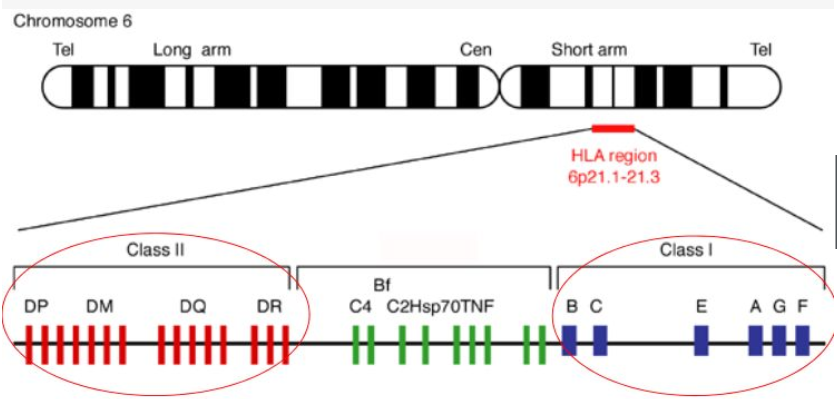 Chromosome 6
Tel Long arm Cen Short arm Tel
HLA region
6p21.1-21.3
Class II Class I
Bf
DP DM DQ DR C4 C2Hsp70TNF B C E A G F